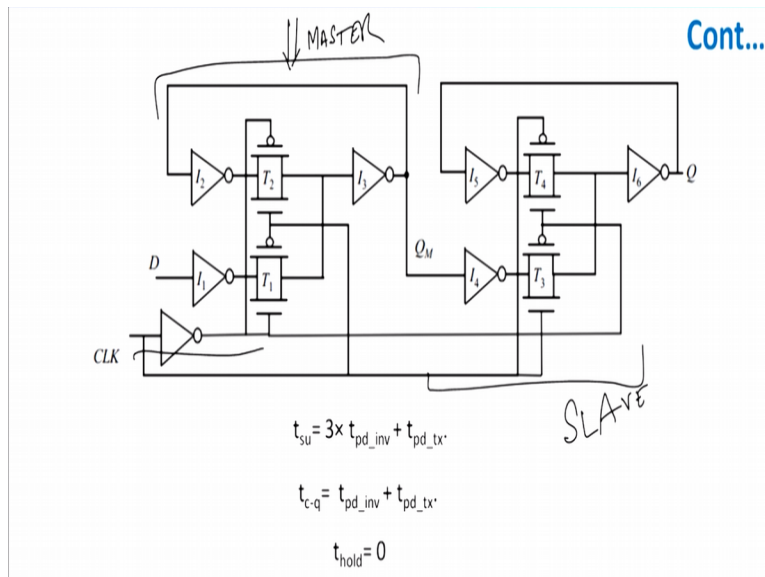 Cont...
MASTER
I2 T2 I3 I5 T4 I6 Q
D I1 T1 QM I4 T3
CLK
SLAVE
tsu= 3x tpd_inv + tpd_tx.
tc-q= tpd_inv + tpd_tx.
thold= 0